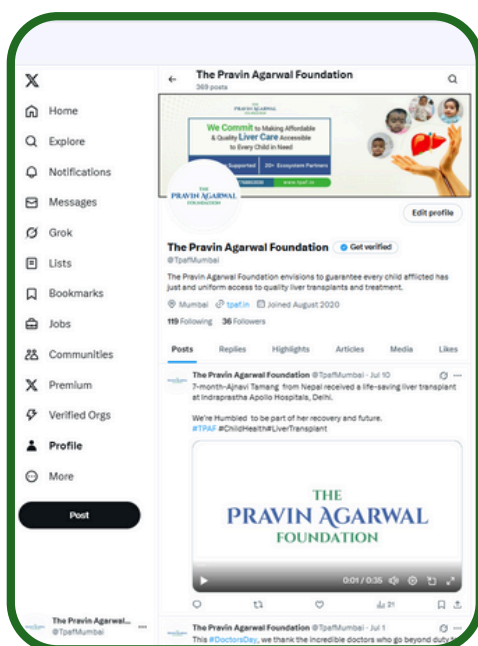 The Pravin Agarwal Foundation
369 posts
Home
Explore
Notifications
Messages
Grok
Lists
Bookmarks
Jobs
Communities
Premium
Verified Orgs
Profile
More
Post
The Pravin Agarwal...
@TpafMumbai
THE
PRAVIN AGARWAL
FOUNDATION
We Commit to Making Affordable
& Quality Liver Care Accessible
to Every Child in Need
Supported
20+ Ecosystem Partners
www.tpaf.in
THE
PRAVIN AGARWAL
FOUNDATION
Edit profile
The Pravin Agarwal Foundation Get verified
@TpafMumbai
The Pravin Agarwal Foundation envisions to guarantee every child afflicted has
just and uniform access to quality liver transplants and treatment.
Mumbai tpaf.in Joined August 2020
119 Following 36 Followers
Posts Replies Highlights Articles Media Likes
The Pravin Agarwal Foundation @TpafMumbai · Jul 10
7-month-Ajnavi Tamang from Nepal received a life-saving liver transplant
at Indraprastha Apollo Hospitals, Delhi.
We're Humbled to be part of her recovery and future.
#TPAF #ChildHealth#LiverTransplant
THE
PRAVIN AGARWAL
FOUNDATION
0:01 / 0:35
21
The Pravin Agarwal Foundation @TpafMumbai · Jul 1
This #DoctorsDay, we thank the incredible doctors who go beyond duty